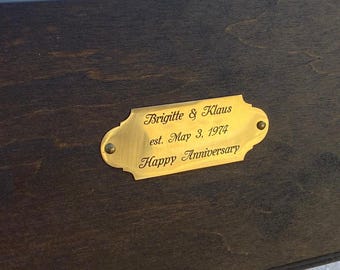 Brigitte & Klaus
est. May 3, 1974
Happy Anniversary